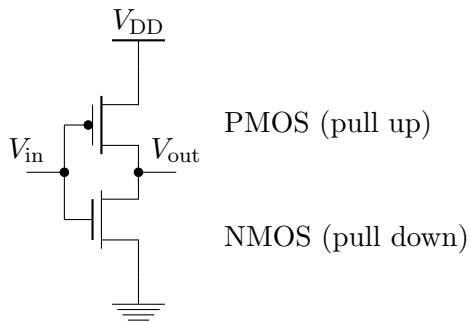 V_DD
PMOS (pull up)
V_in
V_out
NMOS (pull down)